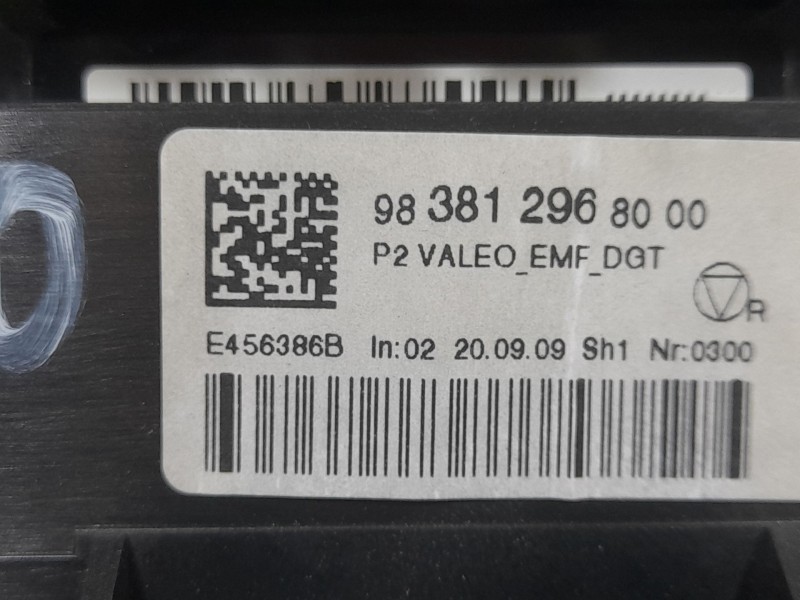 98 381 296 80 00
P2 VALEO_EMF_DGT
R
E456386B In:02 20.09.09 Sh1 Nr:0300